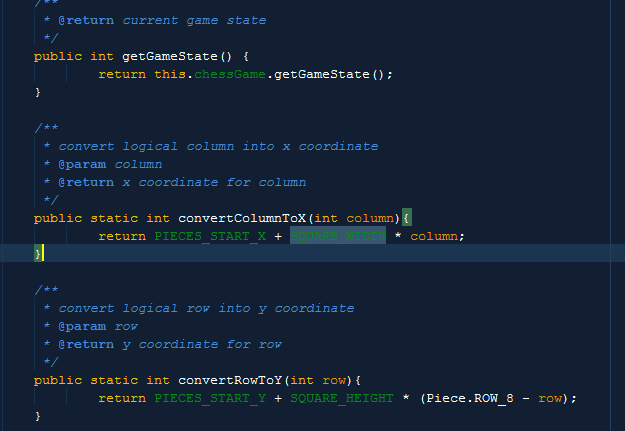 /**
* @return current game state
*/
public int getGameState() {
return this.chessGame.getGameState();
}
/**
* convert logical column into x coordinate
* @param column
* @return x coordinate for column
*/
public static int convertColumnToX(int column){
return PIECES_START_X + * column;
}
/**
* convert logical row into y coordinate
* @param row
* @return y coordinate for row
*/
public static int convertRowToY(int row){
return PIECES_START_Y + SQUARE_HEIGHT * (Piece.ROW_8 - row);
}